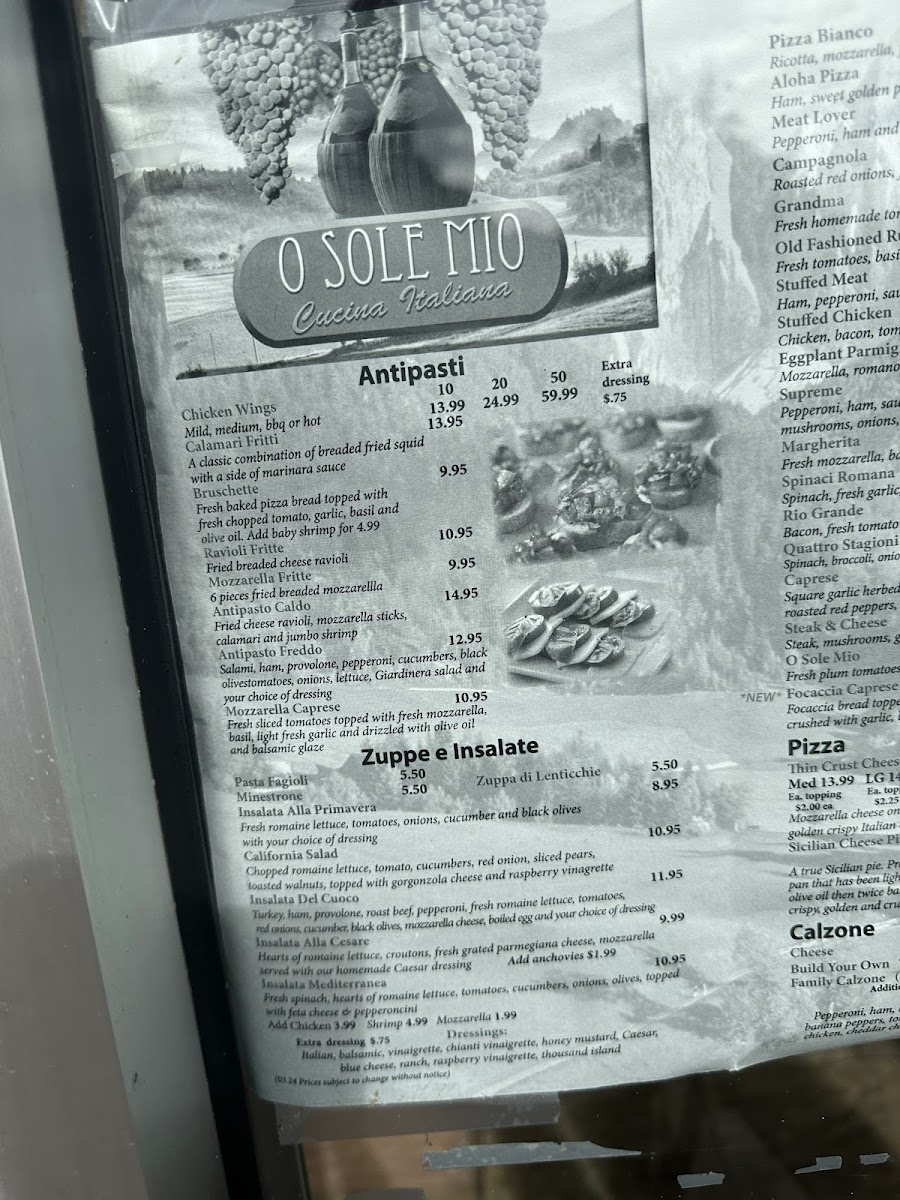 O SOLE MIO
Cucina Italiana
Antipasti
10 20 50 Extra
dressing
Chicken Wings 13.99 24.99 59.99 $.75
Mild, medium, bbq or hot
Calamari Fritti 13.95
A classic combination of breaded fried squid
with a side of marinara sauce
Bruschette 9.95
Fresh baked pizza bread topped with
fresh chopped tomato, garlic, basil and
olive oil. Add baby shrimp for 4.99
Ravioli Fritte 10.95
Fried breaded cheese ravioli
Mozzarella Fritte 9.95
6 pieces fried breaded mozzarellla
Antipasto Caldo 14.95
Fried cheese ravioli, mozzarella sticks,
calamari and jumbo shrimp
Antipasto Freddo 12.95
Salami, ham, provolone, pepperoni, cucumbers, black
olivestomatoes, onions, lettuce, Giardinera salad and
your choice of dressing
Mozzarella Caprese 10.95
Fresh sliced tomatoes topped with fresh mozzarella,
basil, light fresh garlic and drizzled with olive oil
and balsamic glaze
Zuppe e Insalate
Pasta Fagioli 5.50 Zuppa di Lenticchie 5.50
Minestrone 5.50
Insalata Alla Primavera 8.95
Fresh romaine lettuce, tomatoes, onions, cucumber and black olives
with your choice of dressing
California Salad 10.95
Chopped romaine lettuce, tomato, cucumbers, red onion, sliced pears,
toasted walnuts, topped with gorgonzola cheese and raspberry vinagrette
Insalata Del Cuoco 11.95
Turkey, ham, provolone, roast beef, pepperoni, fresh romaine lettuce, tomatoes,
red onions, cucumber, black olives, mozzarella cheese, boiled egg and your choice of dressing
Insalata Alla Cesare 9.99
Hearts of romaine lettuce, croutons, fresh grated parmegiana cheese, mozzarella
served with our homemade Caesar dressing Add anchovies $1.99
Insalata Mediterranea 10.95
Fresh spinach, hearts of romaine lettuce, tomatoes, cucumbers, onions, olives, topped
with feta cheese & pepperoncini
Add Chicken 3.99 Shrimp 4.99 Mozzarella 1.99
Extra dressing $.75 Dressings:
Italian, balsamic, vinaigrette, chianti vinaigrette, honey mustard, Caesar,
blue cheese, ranch, raspberry vinaigrette, thousand island
(03.24 Prices subject to change without notice)
Pizza Bianco
Ricotta, mozzarella,
Aloha Pizza
Ham, sweet golden
Meat Lover
Pepperoni, ham and
Campagnola
Roasted red onions,
Grandma
Fresh homemade
Old Fashioned
Fresh tomatoes,
Stuffed Meat
Ham, pepperoni,
Stuffed Chicken
Chicken, bacon,
Eggplant
Mozzarella,
Supreme
Pepperoni, ham,
mushrooms, onions,
Margherita
Fresh mozzarella,
Spinaci Romana
Spinach, fresh garlic,
Rio Grande
Bacon, fresh tomato
Quattro Stagioni
Spinach, broccoli,
Caprese
Square garlic herbed
roasted red peppers,
Steak & Cheese
Steak, mushrooms,
O Sole Mio
Fresh plum tomatoes
*NEW* Focaccia Caprese
Focaccia bread
crushed with garlic,
Pizza
Thin Crust
Med 13.99 LG
Ea. topping Ea.
$2.00 ea $2.25
Mozzarella cheese
golden crispy Italian
Sicilian Cheese
A true Sicilian pie.
pan that has been
olive oil then twice
crispy, golden and
Calzone
Cheese
Build Your Own
Family Calzone
Pepperoni, ham,
banana peppers,
chicken, cheddar